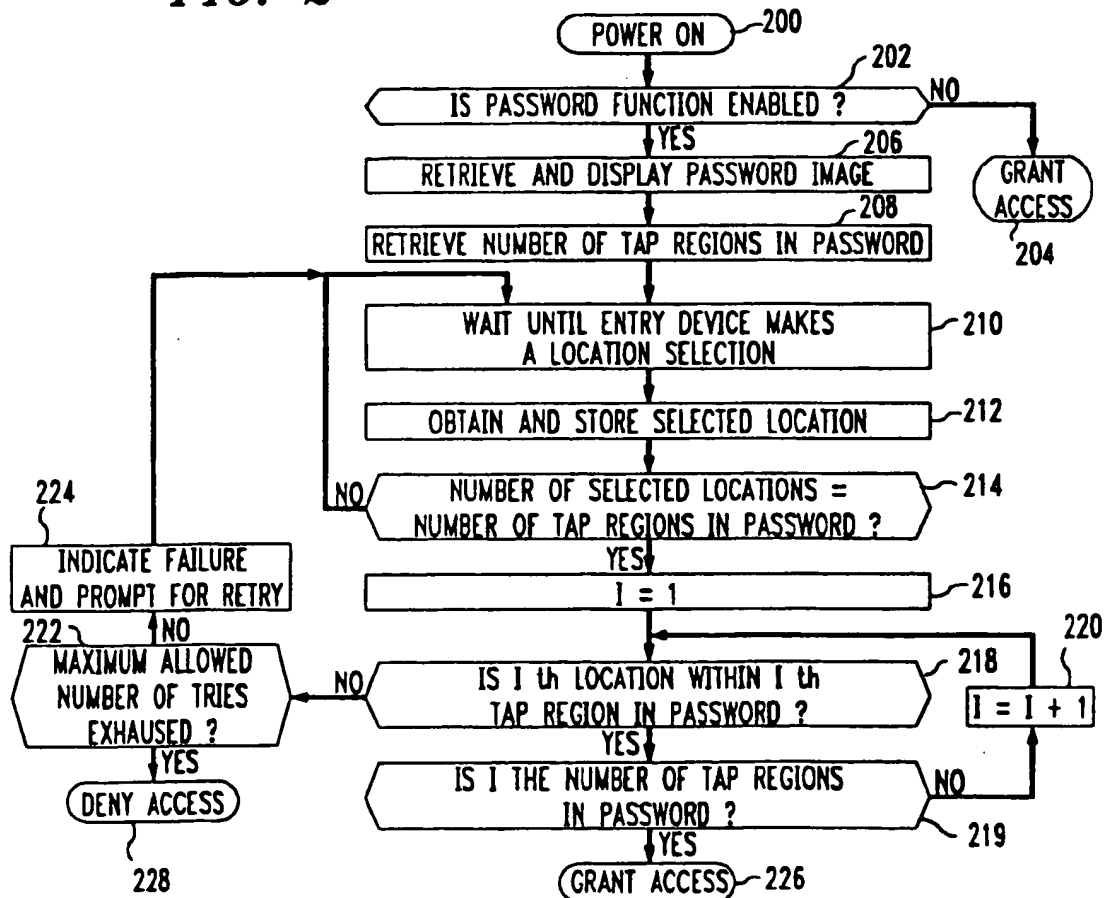 FIG. 2
POWER ON
200
202
IS PASSWORD FUNCTION ENABLED ?
NO
YES
206
RETRIEVE AND DISPLAY PASSWORD IMAGE
GRANT
ACCESS
204
208
RETRIEVE NUMBER OF TAP REGIONS IN PASSWORD
WAIT UNTIL ENTRY DEVICE MAKES
A LOCATION SELECTION
210
OBTAIN AND STORE SELECTED LOCATION
212
NUMBER OF SELECTED LOCATIONS =
NUMBER OF TAP REGIONS IN PASSWORD ?
214
NO
YES
224
INDICATE FAILURE
AND PROMPT FOR RETRY
I = 1
216
222
NO
MAXIMUM ALLOWED
NUMBER OF TRIES
EXHAUSED ?
NO
IS I th LOCATION WITHIN I th
TAP REGION IN PASSWORD ?
218
220
I = I + 1
YES
YES
DENY ACCESS
228
IS I THE NUMBER OF TAP REGIONS
IN PASSWORD ?
NO
219
YES
GRANT ACCESS
226